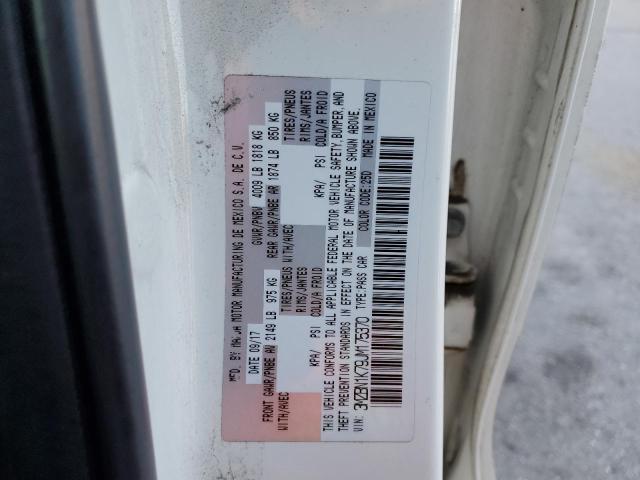 MFD. BY MAZDA MOTOR MANUFACTURING DE MEXICO S.A. DE C.V.
DATE 09/17 GVWR/PNBV 4009 LB 1818 KG
FRONT GAWR/PNBE AV 2149 LB 975 KG REAR GAWR/PNBE AR 1874 LB 850 KG
WITH/AVEC TIRES/PNEUS WITH/AVEC TIRES/PNEUS
RIMS/JANTES RIMS/JANTES
KPA/ PSI COLD/A FROID KPA/ PSI COLD/A FROID
THIS VEHICLE CONFORMS TO ALL APPLICABLE FEDERAL MOTOR VEHICLE SAFETY, BUMPER, AND
THEFT PREVENTION STANDARDS IN EFFECT ON THE DATE OF MANUFACTURE SHOWN ABOVE.
VIN: 3MZBN1K79JM175370 TYPE:PASS CAR COLOR CODE:25D MADE IN MEXICO